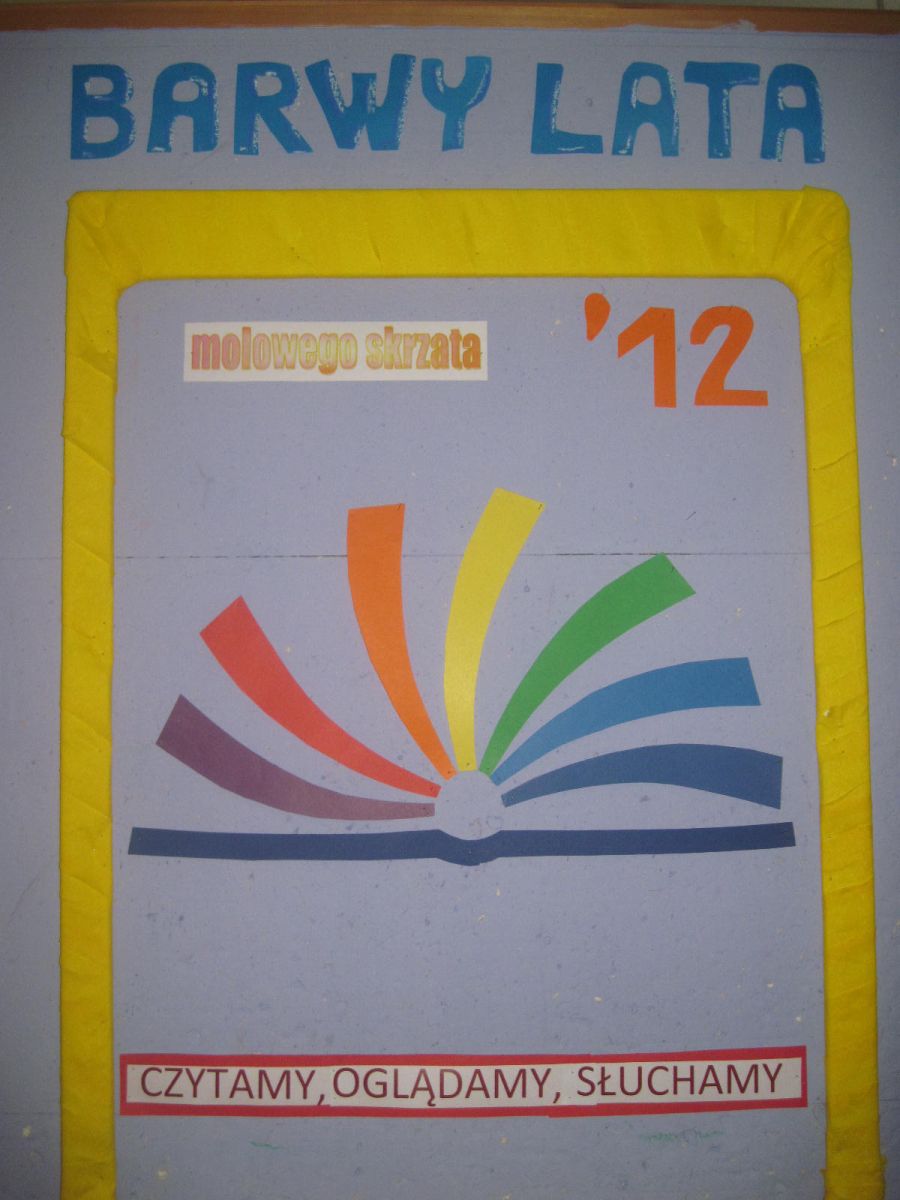 BARWY LATA
molowego skrzata
'12
CZYTAMY, OGLĄDAMY, SŁUCHAMY